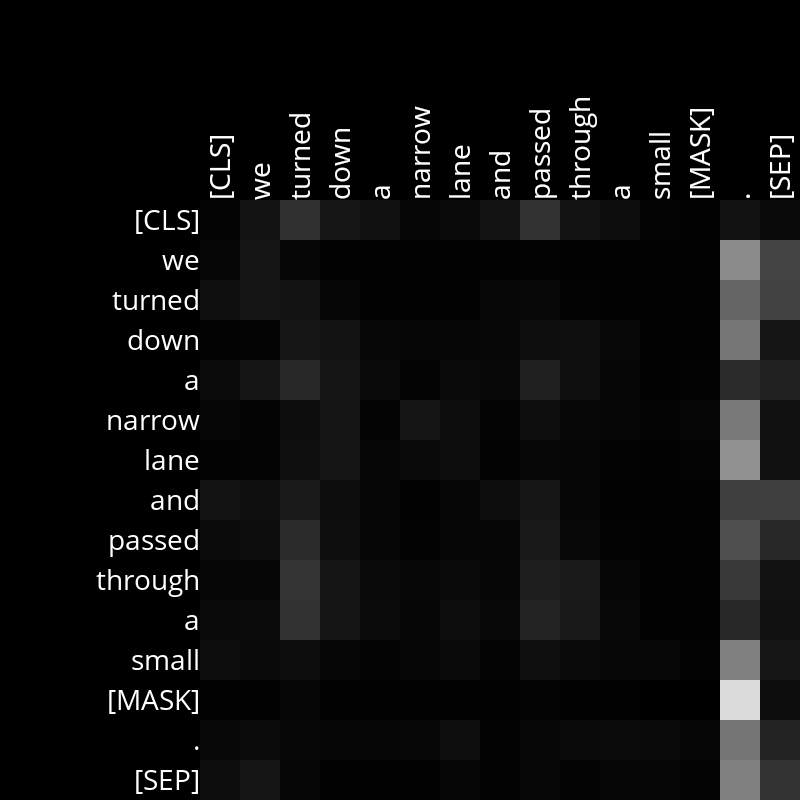 [CLS] we turned down a narrow lane and passed through a small [MASK] . [SEP]
[CLS]
we
turned
down
a
narrow
lane
and
passed
through
a
small
[MASK]
.
[SEP]